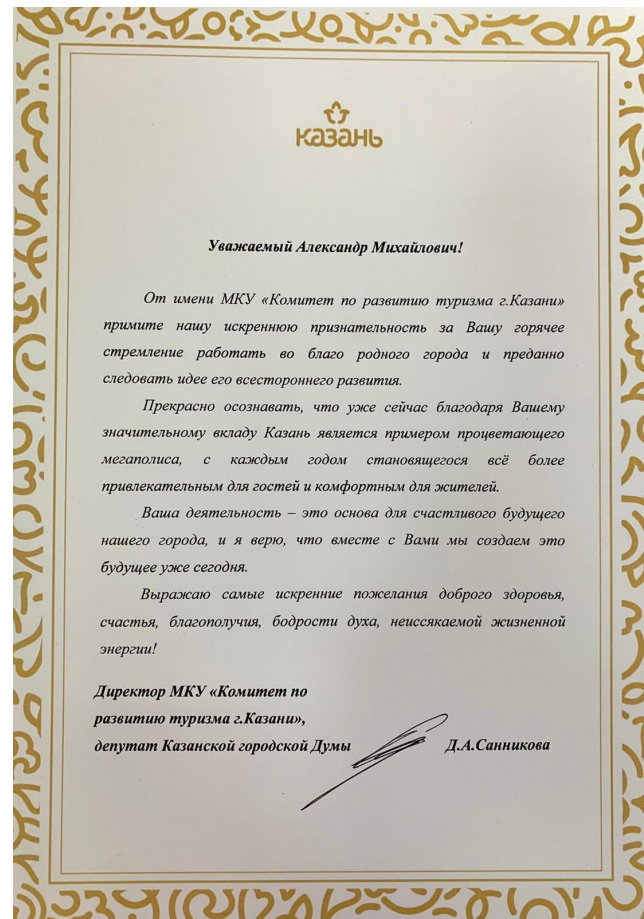 казань
Уважаемый Александр Михайлович!
От имени МКУ «Комитет по развитию туризма г.Казани»
примите нашу искреннюю признательность за Вашу горячее
стремление работать во благо родного города и преданно
следовать идее его всестороннего развития.
Прекрасно осознавать, что уже сейчас благодаря Вашему
значительному вкладу Казань является примером процветающего
мегаполиса, с каждым годом становящегося всё более
привлекательным для гостей и комфортным для жителей.
Ваша деятельность – это основа для счастливого будущего
нашего города, и я верю, что вместе с Вами мы создаем это
будущее уже сегодня.
Выражаю самые искренние пожелания доброго здоровья,
счастья, благополучия, бодрости духа, неиссякаемой жизненной
энергии!
Директор МКУ «Комитет по
развитию туризма г.Казани»,
депутат Казанской городской Думы Д.А.Санникова